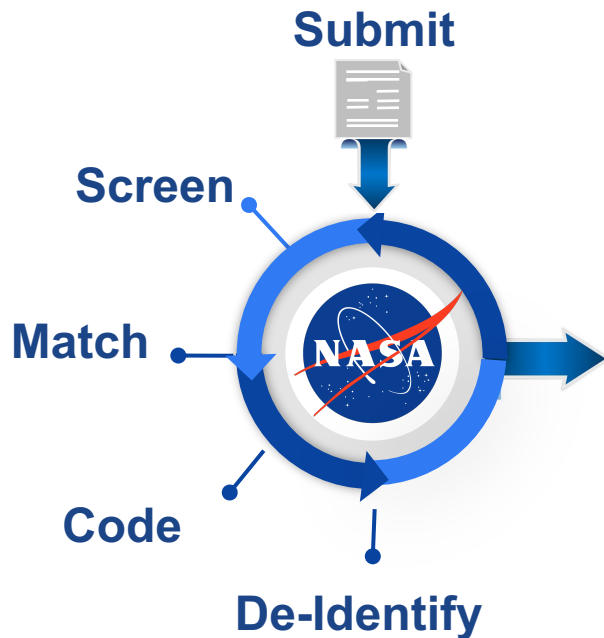 Submit
Screen
Match
NASA
Code
De-Identify